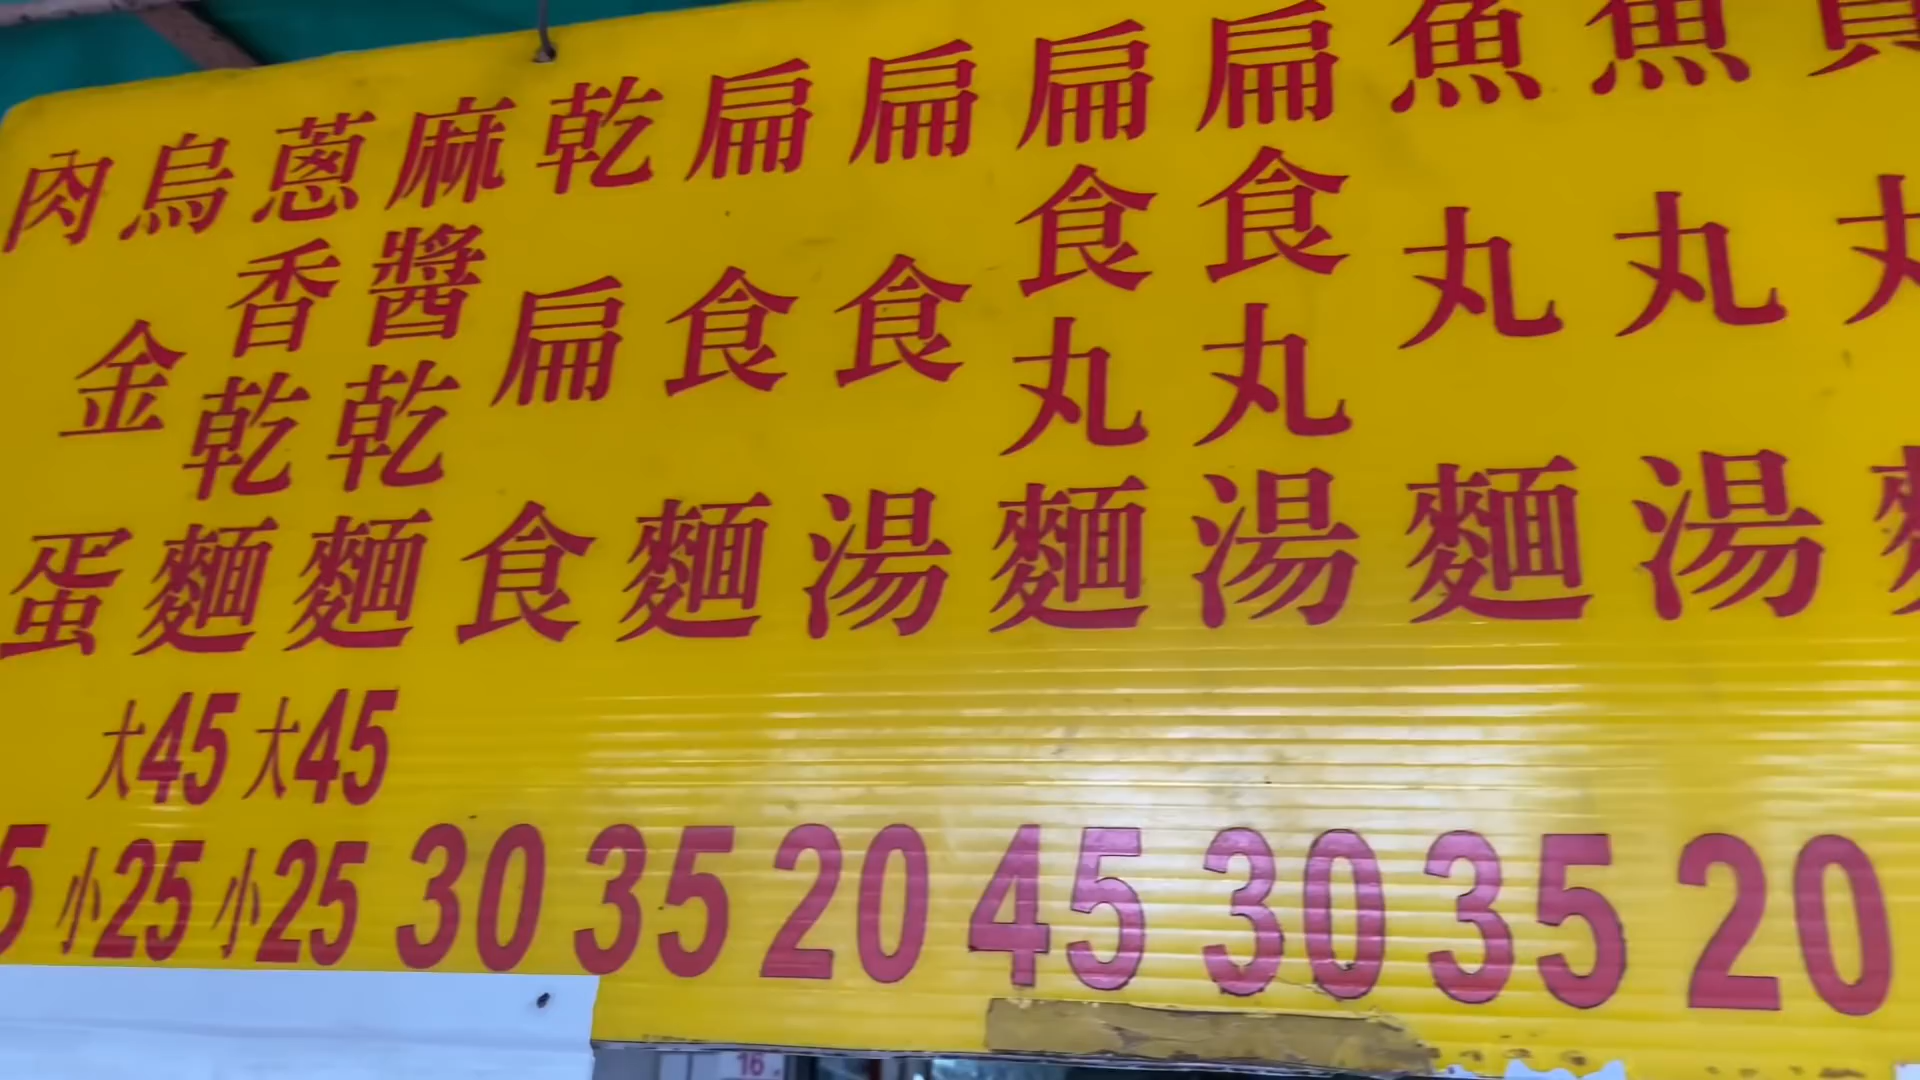 魚丸湯 20
魚丸麵 35
扁食丸湯 30
扁食丸麵 45
扁食湯 20
扁食麵 35
乾扁食 30
麻醬乾麵 大45 小25
蔥香乾麵 大45 小25
烏金蛋 5
肉
16